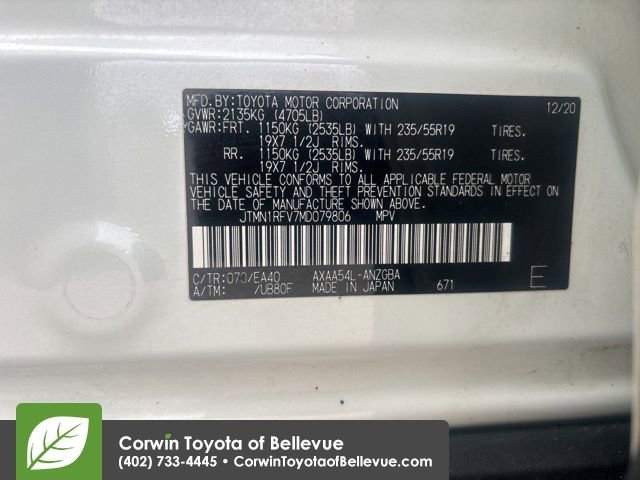 MFD.BY:TOYOTA MOTOR CORPORATION 12/20
GVWR:2135KG (4705LB)
GAWR:FRT. 1150KG (2535LB) WITH 235/55R19 TIRES.
19X7 1/2J RIMS.
RR. 1150KG (2535LB) WITH 235/55R19 TIRES.
19X7 1/2J RIMS.
THIS VEHICLE CONFORMS TO ALL APPLICABLE FEDERAL MOTOR
VEHICLE SAFETY AND THEFT PREVENTION STANDARDS IN EFFECT
ON THE DATE OF MANUFACTURE SHOWN ABOVE.
JTMN1RFV7MD079806 MPV
C/TR:070/EA40 AXAA54L-ANZGBA
A/TM: /UB80F MADE IN JAPAN 671 E
Corwin Toyota of Bellevue
(402) 733-4445 • CorwinToyotaofBellevue.com